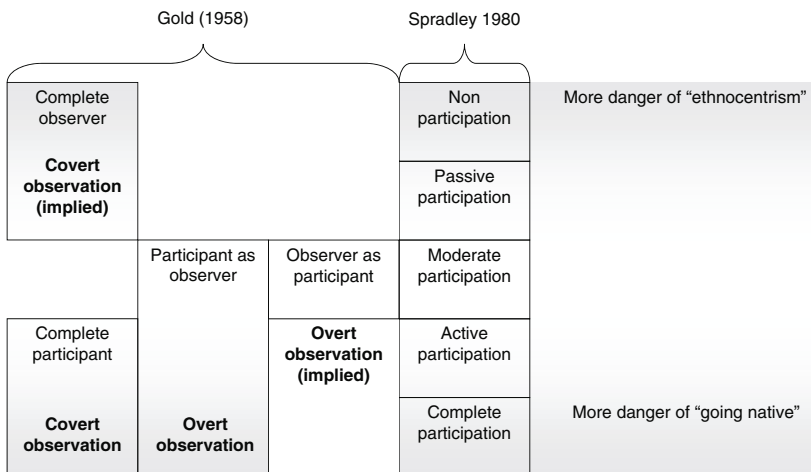 Gold (1958)
Spradley 1980
Complete
observer
Covert
observation
(implied)
Non
participation
More danger of “ethnocentrism”
Passive
participation
Participant as
observer
Observer as
participant
Moderate
participation
Complete
participant
Overt
observation
(implied)
Active
participation
Covert
observation
Overt
observation
Complete
participation
More danger of “going native”